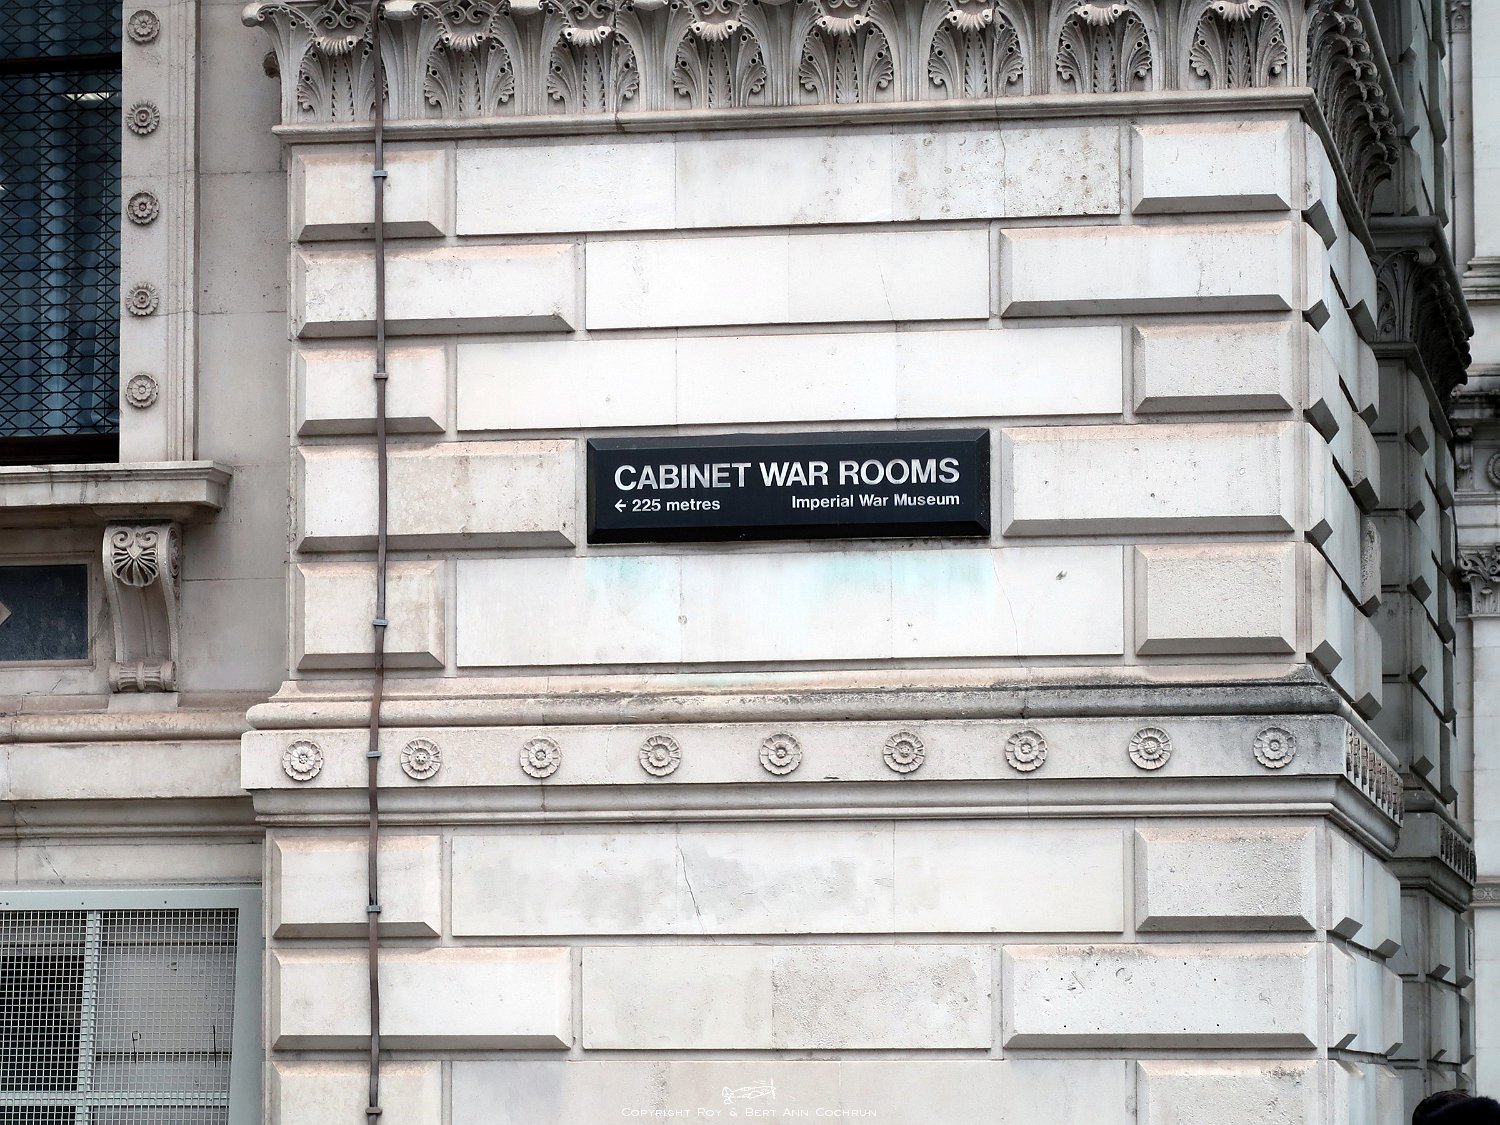 CABINET WAR ROOMS
← 225 metres Imperial War Museum
Copyright Roy & Bert Ann Cochrun